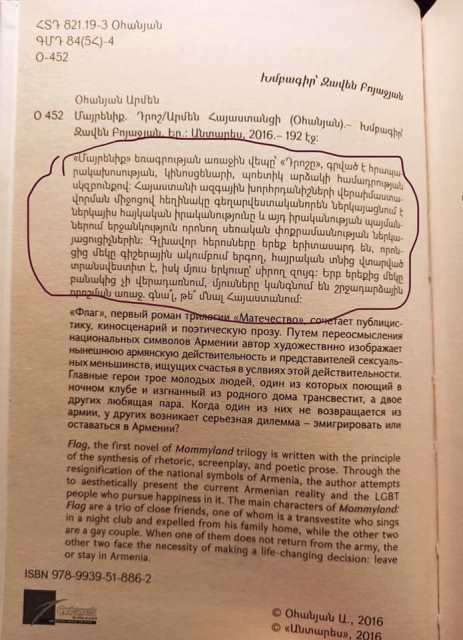 ՀՏԴ 821.19-3 Օհանյան
ԳՄԴ 84(5Հ)-4
Օ-452
Խմբագիր՝ Զավեն Բոյաջյան
Օհանյան Արմեն
Օ 452 Մայրենիք. Դրոշ/Արմեն Հայաստանցի (Օհանյան).– Խմբագիր՝
Զավեն Բոյաջյան. Եր.: Անտարես, 2016.– 192 էջ:
«Մայրենիք» եռագրության առաջին վեպը՝ «Դրոշը», գրված է հրապա-
րակախոսության, կինոսցենարի, պոետիկ արձակի համադրության
սկզբունքով: Հայաստանի ազգային խորհրդանիշների վերաիմաստա-
վորման միջոցով հեղինակը գեղարվեստականորեն ներկայացնում է
ներկայիս հայկական իրականությունը և այդ իրականության պայման-
ներում երջանկություն որոնող սեռական փոքրամասնության ներկա-
յացուցիչներին: Գլխավոր հերոսները երեք երիտասարդ են, որոն-
ցից մեկը գիշերային ակումբում երգող, հայրական տնից վտարված
տրանսվեստիտ է, իսկ մյուս երկուսը՝ սիրող զույգ: Երբ երեքից մեկը
բանակից չի վերադառնում, մյուսները կանգնում են շրջադարձային
որոշման առաջ. գնա՞լ, թե՞ մնալ Հայաստանում:
«Флаг», первый роман трилогии «Матечество», сочетает публицис-
тику, киносценарий и поэтическую прозу. Путем переосмысления
национальных символов Армении автор художественно изображает
нынешнюю армянскую действительность и представителей сексуаль-
ных меньшинств, ищущих счастья в условиях этой действительности.
Главные герои трое молодых людей, один из которых поющий в
ночном клубе и изгнанный из родного дома трансвестит, а двое
других любящая пара. Когда один из них не возвращается из
армии, у других возникает серьезная дилемма – эмигрировать или
оставаться в Армении?
Flag, the first novel of Mommyland trilogy is written with the principle
of the synthesis of rhetoric, screenplay, and poetic prose. Through the
resignification of the national symbols of Armenia, the author attempts
to aesthetically present the current Armenian reality and the LGBT
people who pursue happiness in it. The main characters of Mommyland:
Flag are a trio of close friends, one of whom is a transvestite who sings
in a night club and expelled from his family home, while the other two
are a gay couple. When one of them does not return from the army, the
other two face the necessity of making a life-changing decision: leave
or stay in Armenia.
ISBN 978-9939-51-886-2
© Օհանյան Ա., 2016
© «Անտարես», 2016